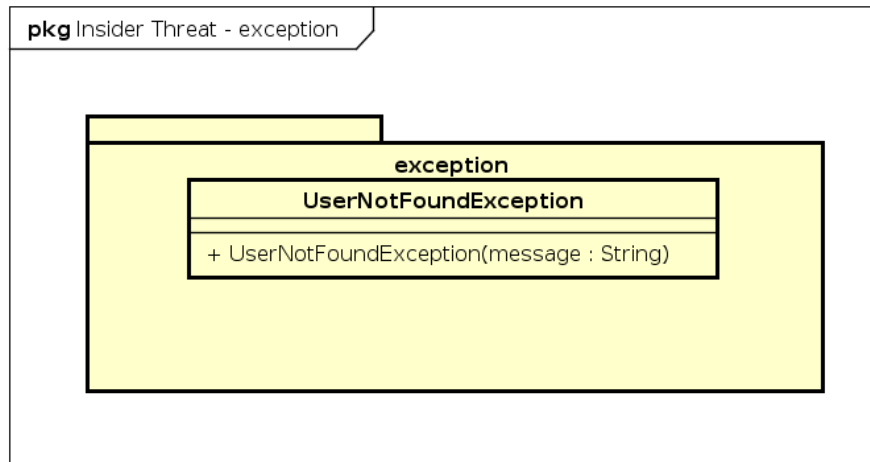 pkg Insider Threat - exception
exception
UserNotFoundException
+ UserNotFoundException(message : String)